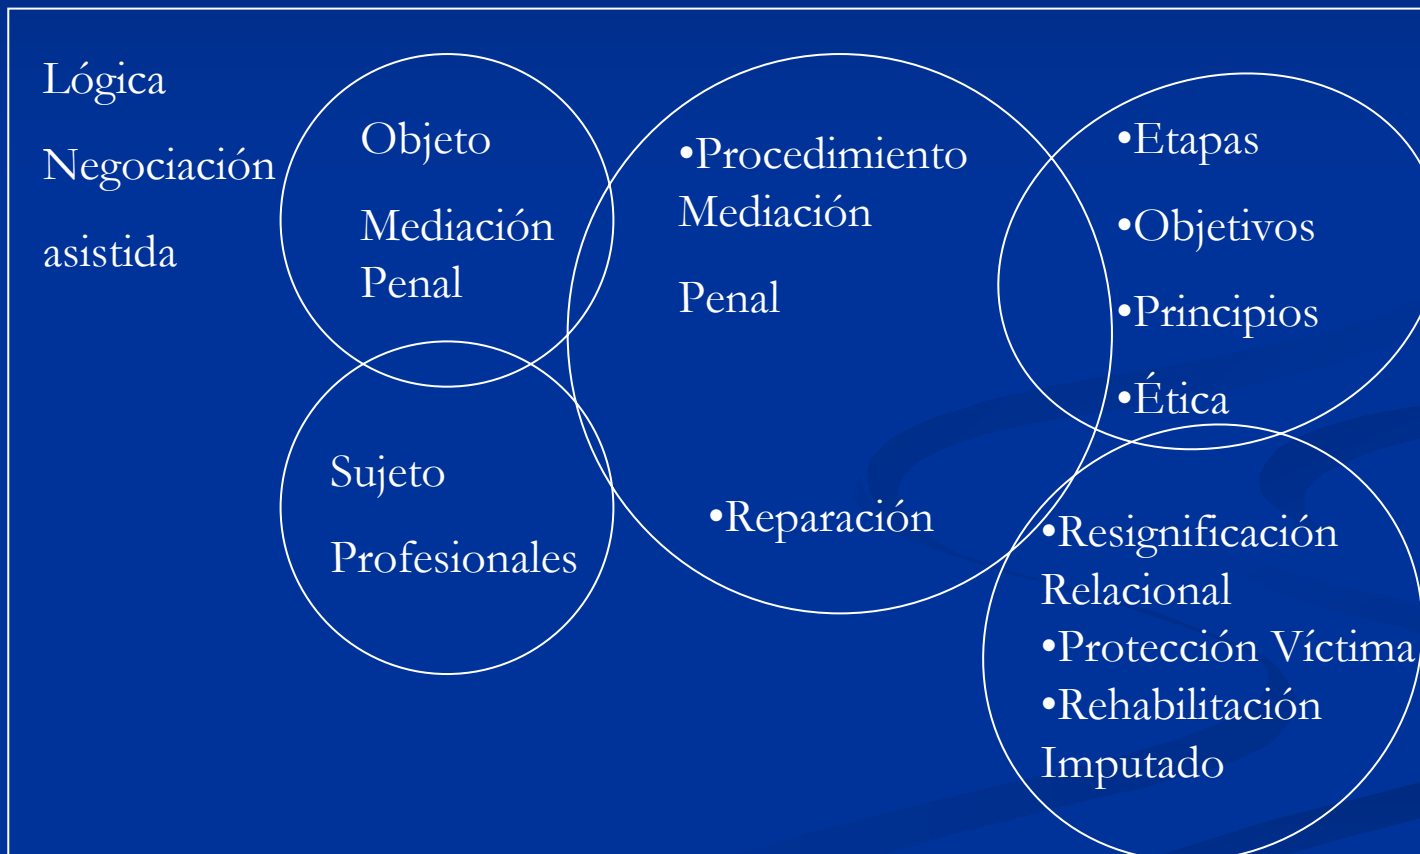 Lógica
Negociación
asistida
Objeto
Mediación
Penal
Sujeto
Profesionales
•Procedimiento
Mediación
Penal
•Reparación
•Etapas
•Objetivos
•Principios
•Ética
•Resignificación
Relacional
•Protección Víctima
•Rehabilitación
Imputado